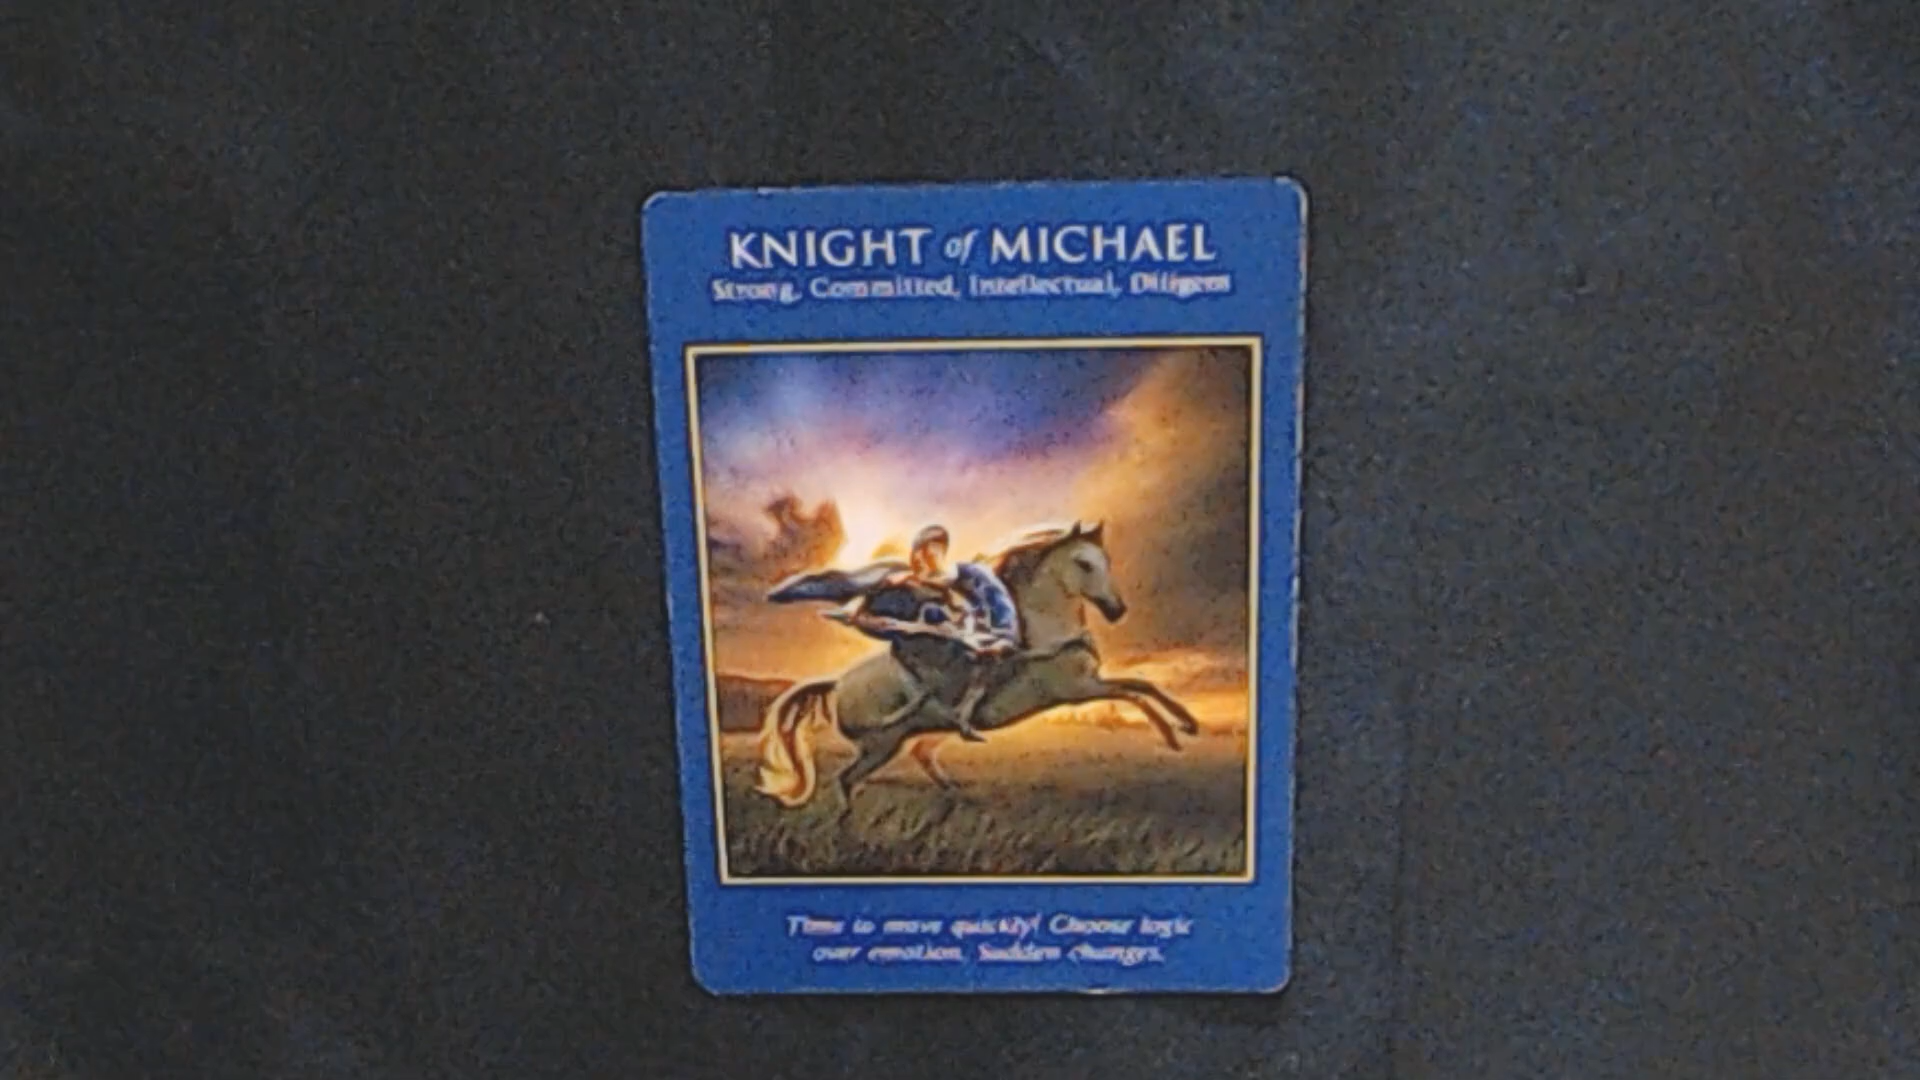 KNIGHT of MICHAEL
Strong, Committed, Intellectual, Diligent
Time to move quickly! Choose logic
over emotion. Sudden changes.